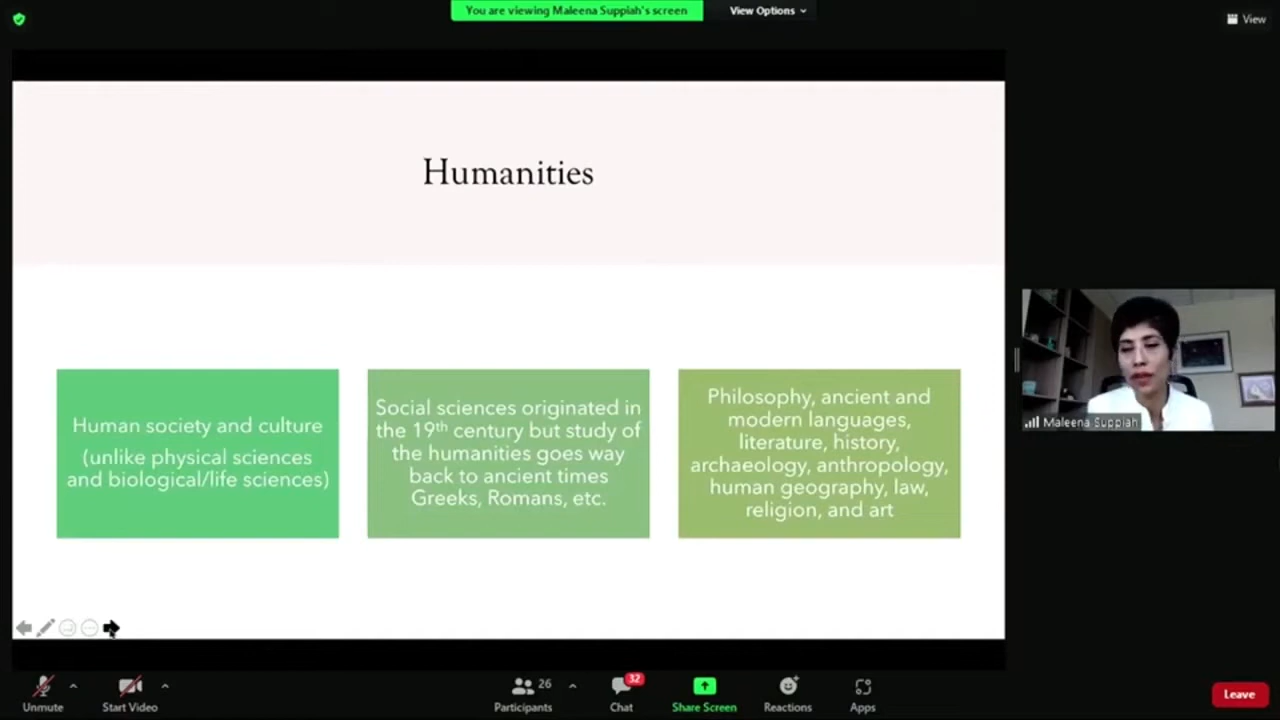 You are viewing Maleena Suppiah's screen
View Options
View
Humanities
Human society and culture
(unlike physical sciences
and biological/life sciences)
Social sciences originated in
the 19th century but study of
the humanities goes way
back to ancient times
Greeks, Romans, etc.
Philosophy, ancient and
modern languages,
literature, history,
archaeology, anthropology,
human geography, law,
religion, and art
Maleena Suppiah
Unmute
Start Video
26
Participants
32
Chat
Share Screen
Reactions
Apps
Leave